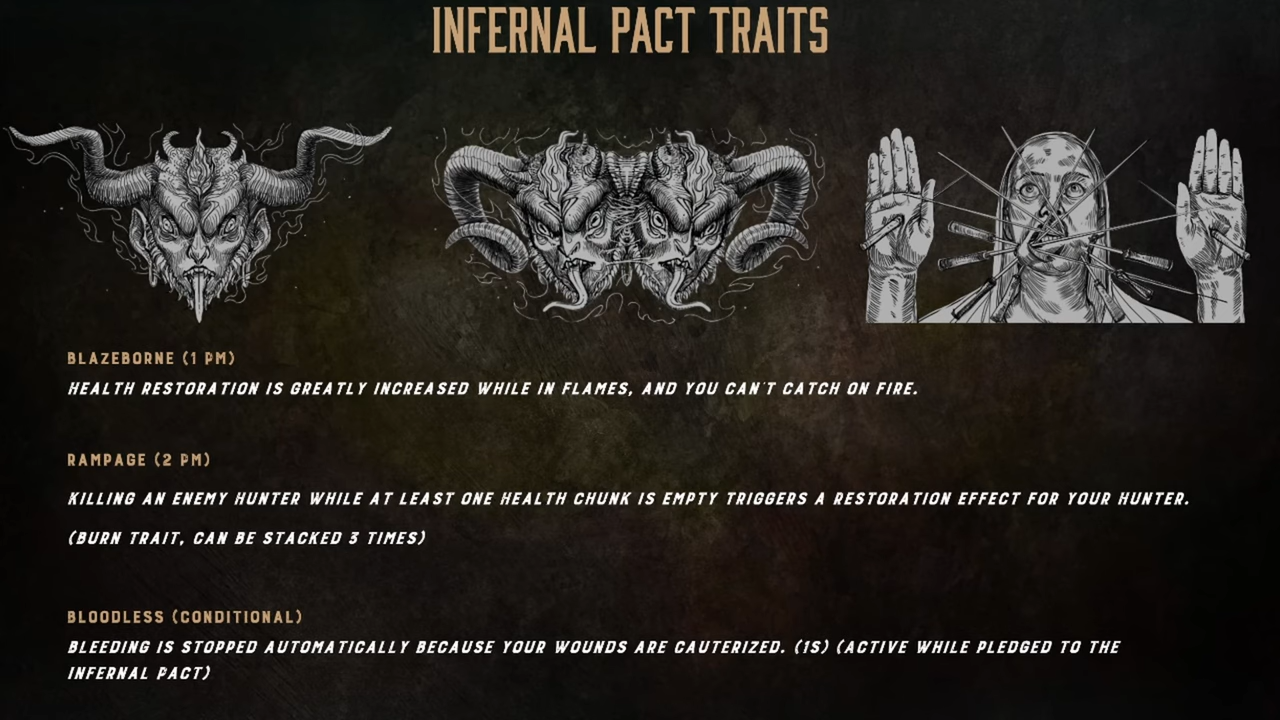 INFERNAL PACT TRAITS
BLAZEBORNE (1 PM)
HEALTH RESTORATION IS GREATLY INCREASED WHILE IN FLAMES, AND YOU CAN'T CATCH ON FIRE.
RAMPAGE (2 PM)
KILLING AN ENEMY HUNTER WHILE AT LEAST ONE HEALTH CHUNK IS EMPTY TRIGGERS A RESTORATION EFFECT FOR YOUR HUNTER.
(BURN TRAIT, CAN BE STACKED 3 TIMES)
BLOODLESS (CONDITIONAL)
BLEEDING IS STOPPED AUTOMATICALLY BECAUSE YOUR WOUNDS ARE CAUTERIZED. (1S) (ACTIVE WHILE PLEDGED TO THE
INFERNAL PACT)